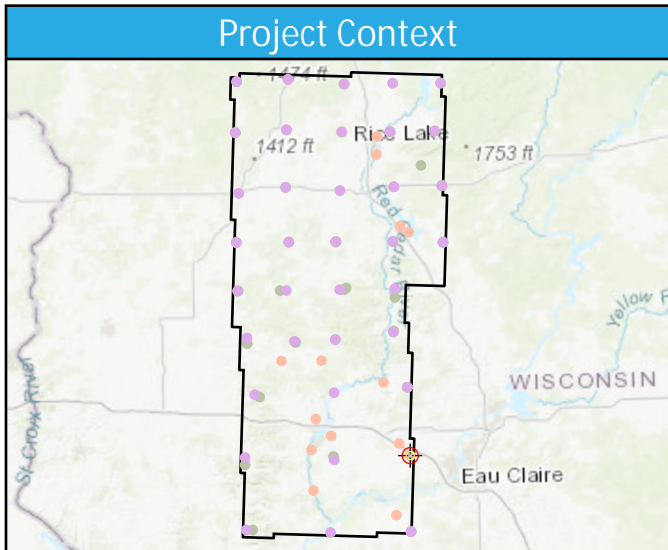 Project Context
1474 ft
Rice Lake
1412 ft
1753 ft
Red Cedar River
Yellow R
WISCONSIN
St Croix River
Eau Claire